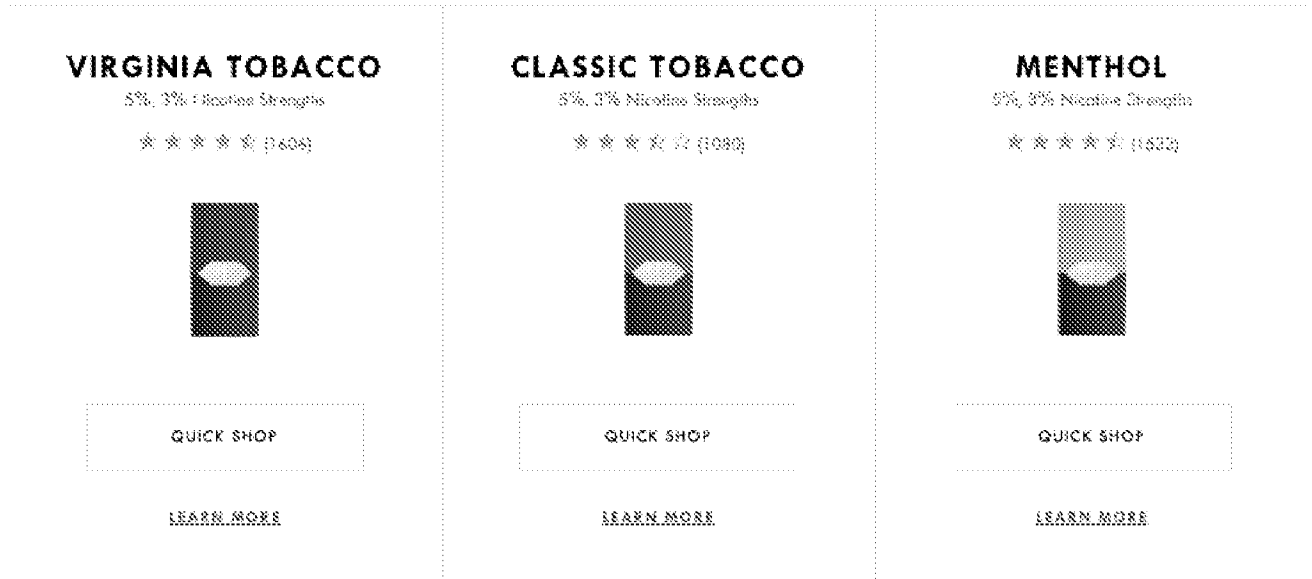 VIRGINIA TOBACCO
5%, 3% Nicotine Strengths
(1606)
QUICK SHOP
LEARN MORE
CLASSIC TOBACCO
5%, 3% Nicotine Strengths
(1080)
QUICK SHOP
LEARN MORE
MENTHOL
5%, 3% Nicotine Strengths
QUICK SHOP
LEARN MORE